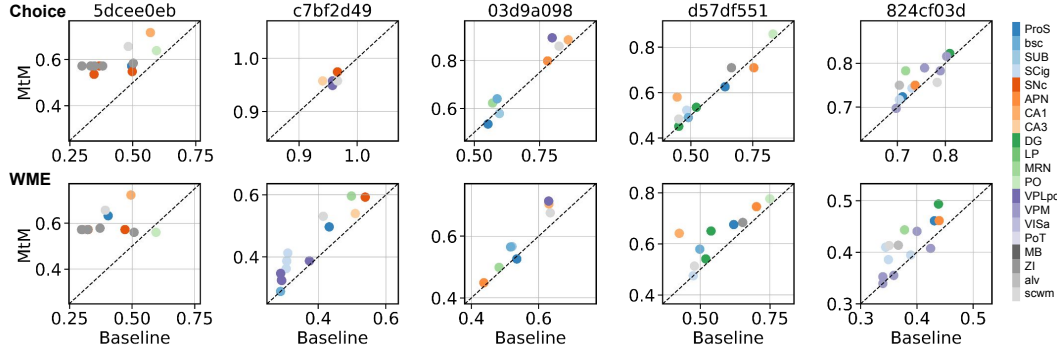 Choice
5dcee0eb
c7bf2d49
03d9a098
d57df551
824cf03d
MtM
0.6
0.4
0.25
0.50
0.75
1.0
0.9
0.9
1.0
0.8
0.6
0.50
0.75
0.8
0.6
0.4
0.50
0.75
0.8
0.7
0.7
0.8
WME
MtM
0.6
0.4
0.25
0.50
0.75
Baseline
0.6
0.4
0.4
0.6
Baseline
0.6
0.4
0.4
0.6
Baseline
0.8
0.6
0.4
0.50
0.75
Baseline
0.5
0.4
0.3
0.3
0.4
0.5
Baseline
ProS
bsc
SUB
SCig
SNc
APN
CA1
CA3
DG
LP
MRN
PO
VPLpc
VPM
VISa
PoT
MB
ZI
alv
scwm